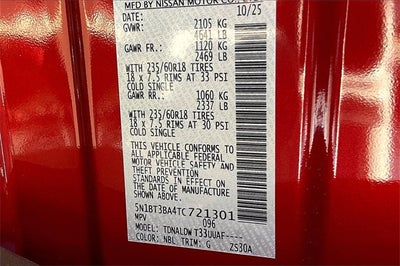 MFD BY NISSAN MOTOR CO
10/25
GVWR: 2105 KG
4641 LB
GAWR FR.: 1120 KG
2469 LB
WITH 235/60R18 TIRES
18 x 7.5 RIMS AT 33 PSI
COLD SINGLE
GAWR RR.: 1060 KG
2337 LB
WITH 235/60R18 TIRES
18 x 7.5 RIMS AT 30 PSI
COLD SINGLE
THIS VEHICLE CONFORMS TO
ALL APPLICABLE FEDERAL
MOTOR VEHICLE SAFETY AND
THEFT PREVENTION
STANDARDS IN EFFECT ON
THE DATE OF MANUFACTURE
SHOWN ABOVE.
5N1BT3BA4TC721301
MPV 096
MODEL: TDNALDW T33UUAF----
COLOR: NBL TRIM: G ZS30A